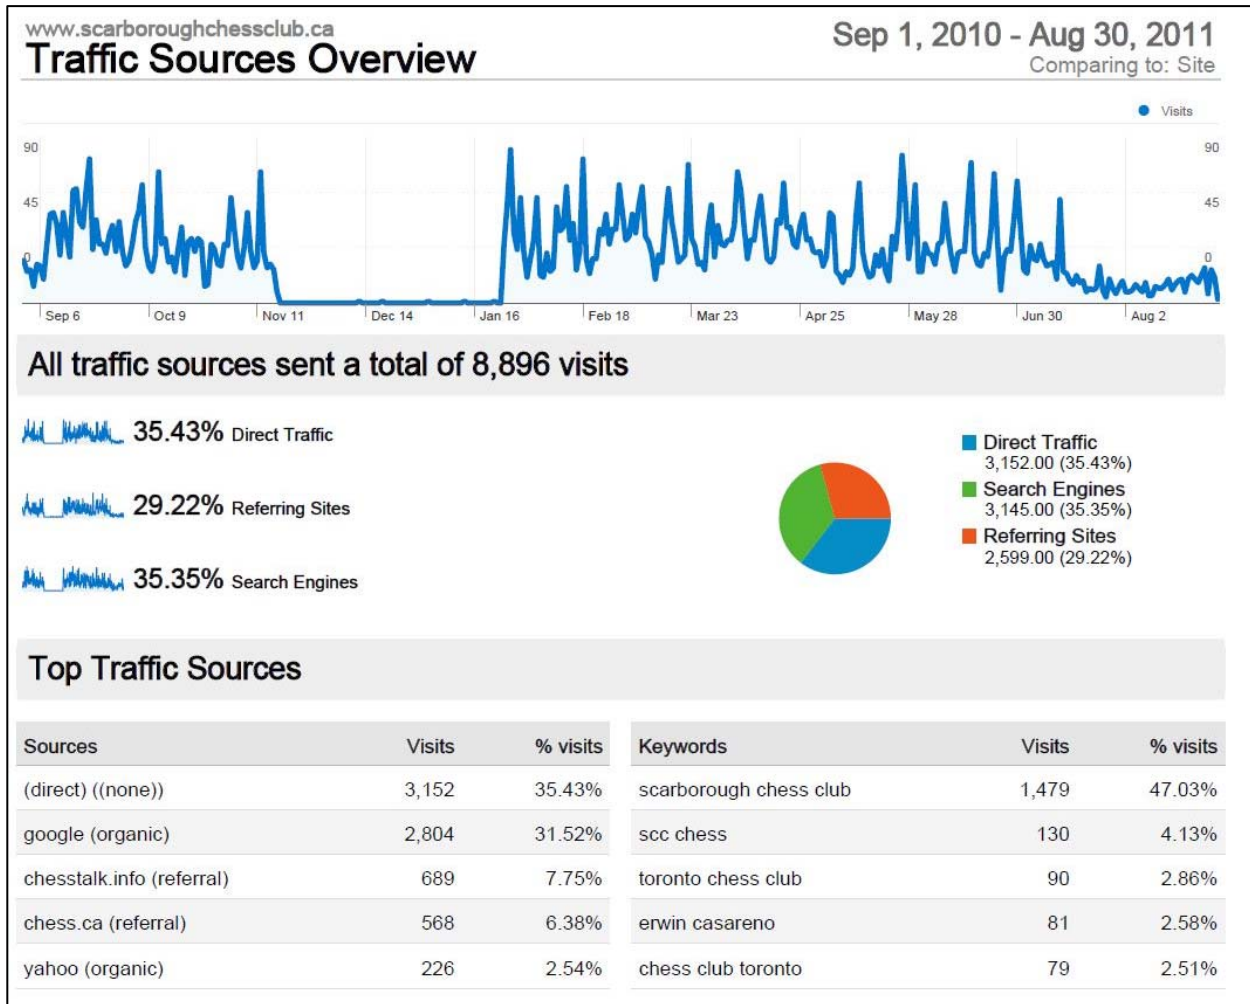 www.scarboroughchessclub.ca
Traffic Sources Overview
Sep 1, 2010 - Aug 30, 2011
Comparing to: Site
Visits
90 90
45 45
0 0
Sep 6 Oct 9 Nov 11 Dec 14 Jan 16 Feb 18 Mar 23 Apr 25 May 28 Jun 30 Aug 2
All traffic sources sent a total of 8,896 visits
35.43% Direct Traffic
29.22% Referring Sites
35.35% Search Engines
Direct Traffic
3,152.00 (35.43%)
Search Engines
3,145.00 (35.35%)
Referring Sites
2,599.00 (29.22%)
Top Traffic Sources
Sources Visits % visits Keywords Visits % visits
(direct) ((none)) 3,152 35.43% scarborough chess club 1,479 47.03%
google (organic) 2,804 31.52% scc chess 130 4.13%
chesstalk.info (referral) 689 7.75% toronto chess club 90 2.86%
chess.ca (referral) 568 6.38% erwin casareno 81 2.58%
yahoo (organic) 226 2.54% chess club toronto 79 2.51%